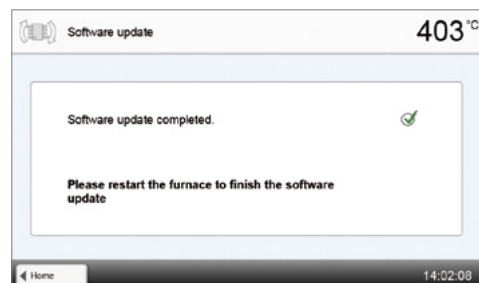 Software update
403 °C
Software update completed.
Please restart the furnace to finish the software
update
Home
14:02:08